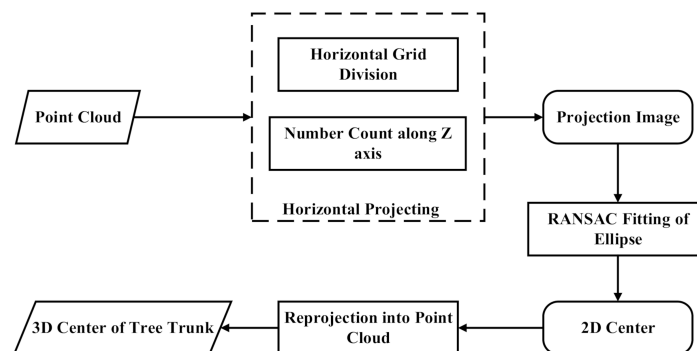 Horizontal Grid
Division
Point Cloud
Number Count along Z
axis
Horizontal Projecting
Projection Image
RANSAC Fitting of
Ellipse
2D Center
Reprojection into Point
Cloud
3D Center of Tree Trunk